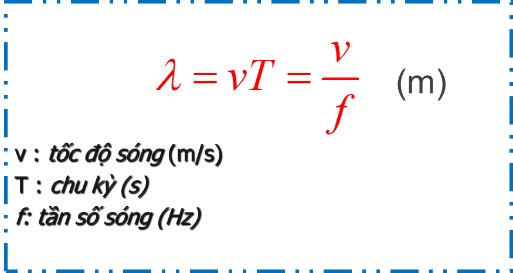 λ = vT = v/f (m)
v : tốc độ sóng (m/s)
T : chu kỳ (s)
f: tần số sóng (Hz)